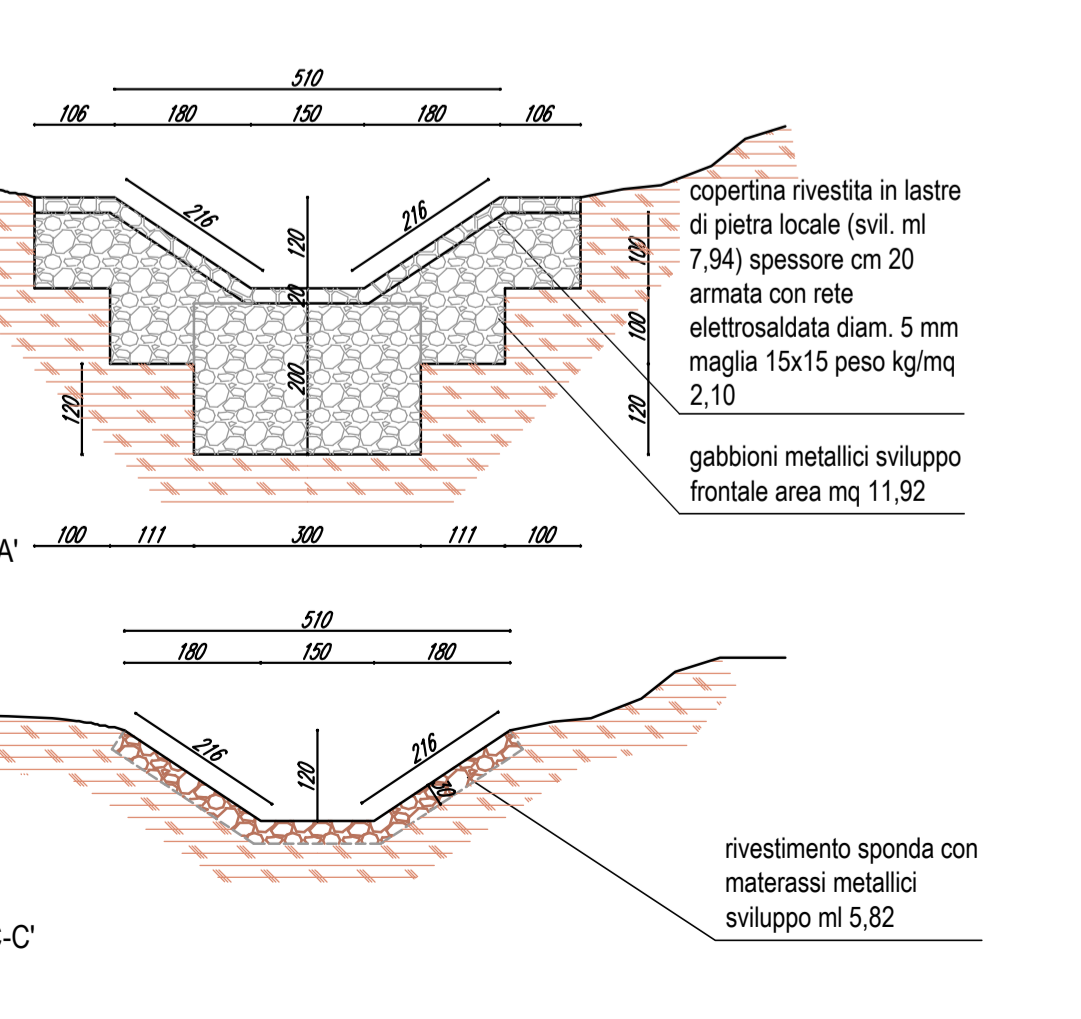 510
106 180 150 180 106
216 216
120
20
200
120
100
100
120
copertina rivestita in lastre
di pietra locale (svil. ml
7,94) spessore cm 20
armata con rete
elettrosaldata diam. 5 mm
maglia 15x15 peso kg/mq
2,10
gabbioni metallici sviluppo
frontale area mq 11,92
A'
100 111 300 111 100
510
180 150 180
216 216
120
30
rivestimento sponda con
materassi metallici
sviluppo ml 5,82
-C'